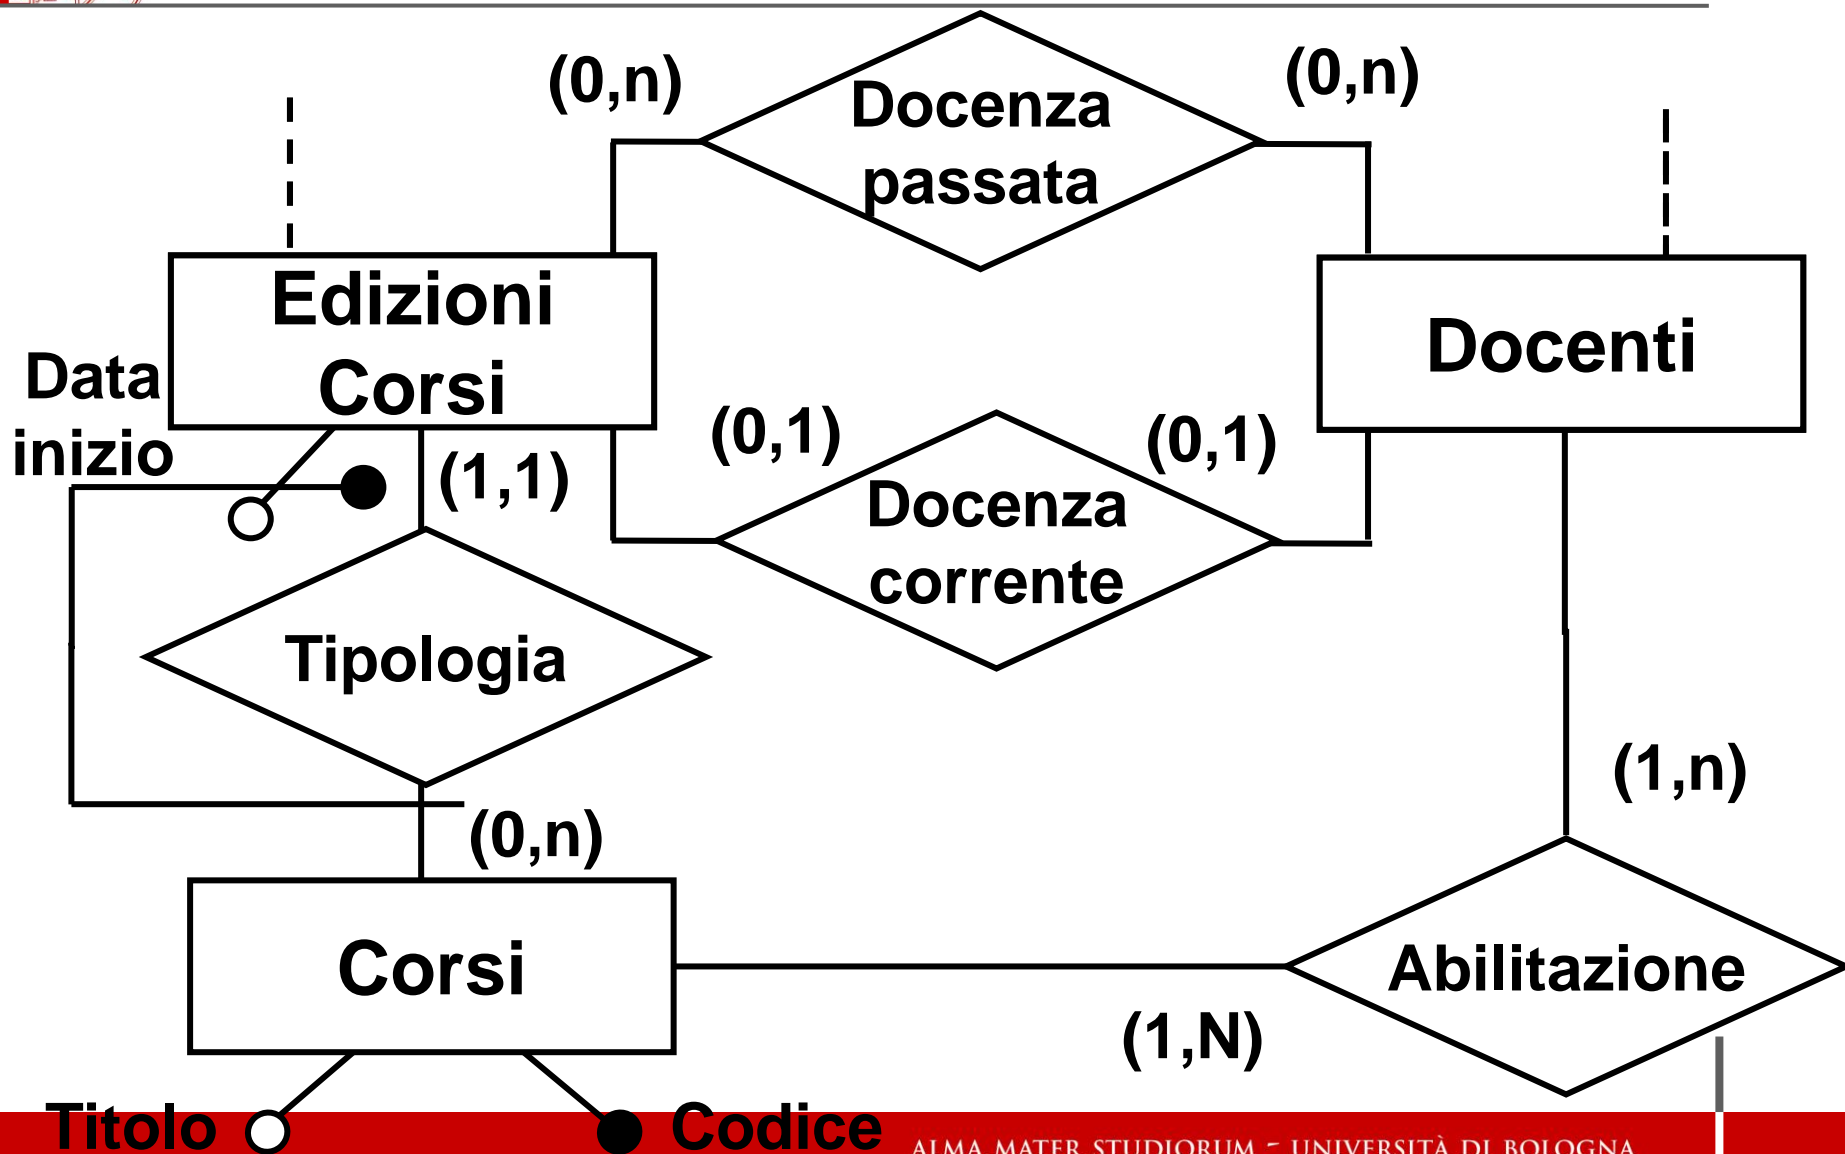 (0,n)
Docenza
passata
(0,n)
Edizioni
Corsi
Docenti
Data
inizio
(1,1)
(0,1)
Docenza
corrente
(0,1)
Tipologia
(1,n)
(0,n)
Corsi
Abilitazione
(1,N)
Titolo
Codice
ALMA MATER STUDIORUM - UNIVERSITÀ DI BOLOGNA